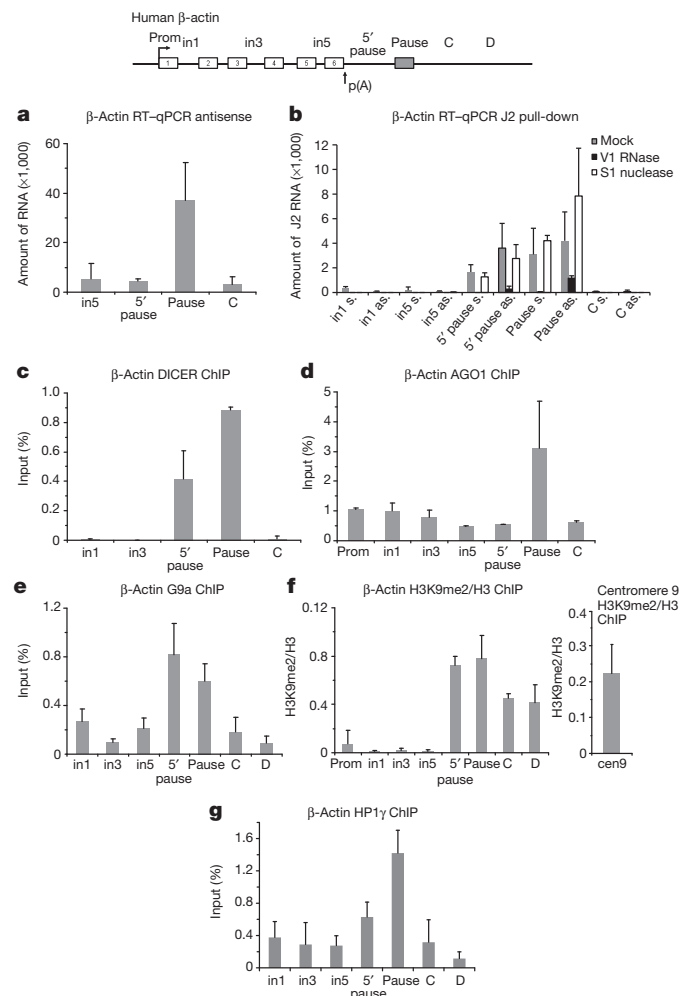 Human β-actin
Prom in1 in3 in5 5′ pause Pause C D
1 2 3 4 5 6
p(A)
a β-Actin RT–qPCR antisense
Amount of RNA (×1,000)
60
40
20
0
in5 5′ pause Pause C
b β-Actin RT–qPCR J2 pull-down
Mock
V1 RNase
S1 nuclease
Amount of J2 RNA (×1,000)
12
10
8
6
4
2
0
in1 s. in1 as. in5 s. in5 as. 5′ pause s. 5′ pause as. Pause s. Pause as. C s. C as.
c β-Actin DICER ChIP
Input (%)
1.0
0.8
0.6
0.4
0.2
0
in1 in3 5′ pause Pause C
d β-Actin AGO1 ChIP
Input (%)
5
4
3
2
1
0
Prom in1 in3 in5 5′ pause Pause C
e β-Actin G9a ChIP
Input (%)
1.2
0.8
0.4
0
in1 in3 in5 5′ pause Pause C D
f β-Actin H3K9me2/H3 ChIP
H3K9me2/H3
0.12
0.8
0.4
0
Prom in1 in3 in5 5′ pause Pause C D
Centromere 9
H3K9me2/H3
ChIP
H3K9me2/H3
0.4
0.3
0.2
0.1
0
cen9
g β-Actin HP1γ ChIP
Input (%)
1.6
1.2
0.8
0.4
0
in1 in3 in5 5′ pause Pause C D